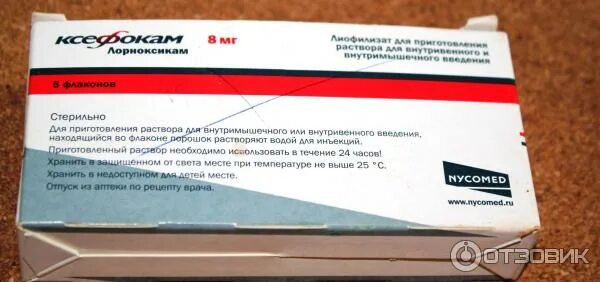 ксефокам
Лорноксикам
8 мг
Лиофилизат для приготовления
раствора для внутривенного и
внутримышечного введения
5 флаконов
Стерильно
Для приготовления раствора для внутримышечного или внутривенного введения,
находящийся во флаконе порошок растворяют водой для инъекций.
Приготовленный раствор необходимо использовать в течение 24 часов!
Хранить в защищенном от света месте при температуре не выше 25 °C.
Хранить в недоступном для детей месте.
Отпуск из аптеки по рецепту врача.
NYCOMED
www.nycomed.ru
ОТЗОВИК